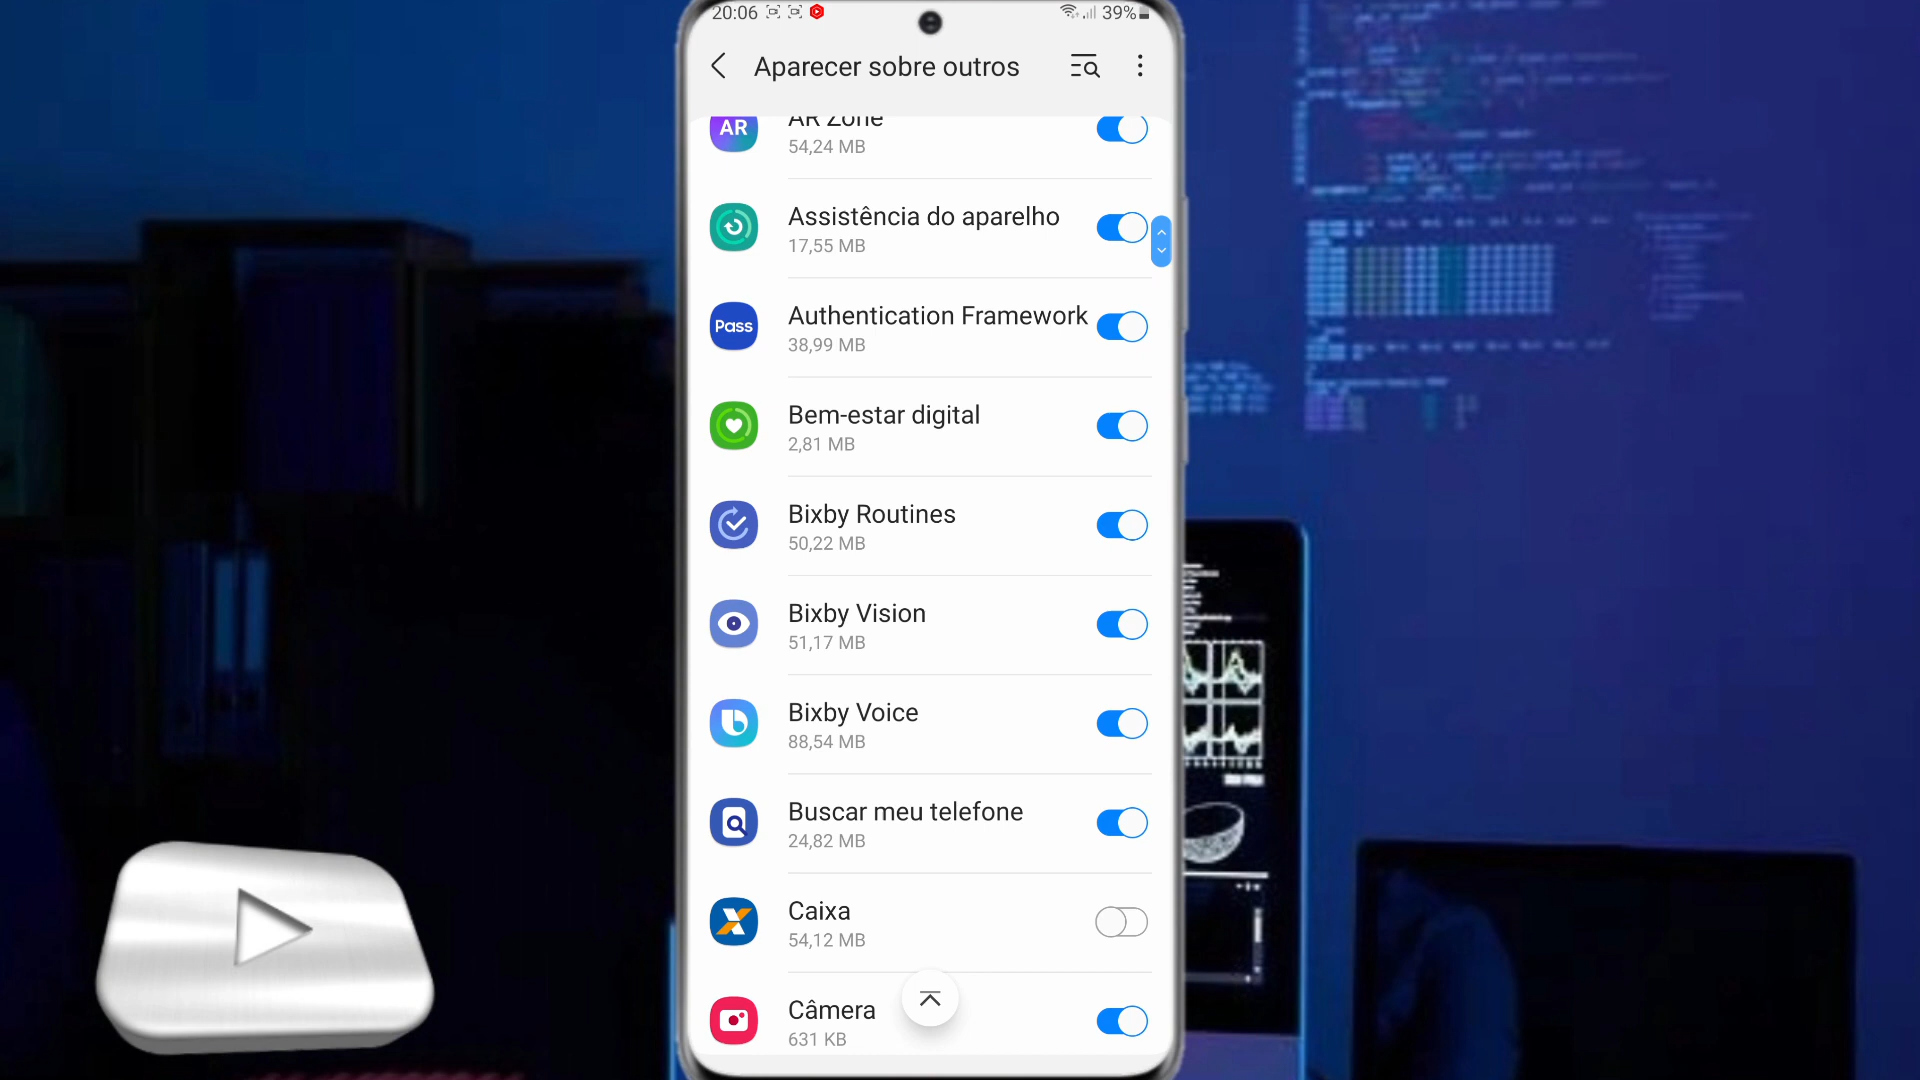 20:06
39%
Aparecer sobre outros
AR
AR Zone
54,24 MB
Assistência do aparelho
17,55 MB
Pass
Authentication Framework
38,99 MB
Bem-estar digital
2,81 MB
Bixby Routines
50,22 MB
Bixby Vision
51,17 MB
Bixby Voice
88,54 MB
Buscar meu telefone
24,82 MB
Caixa
54,12 MB
Câmera
631 KB